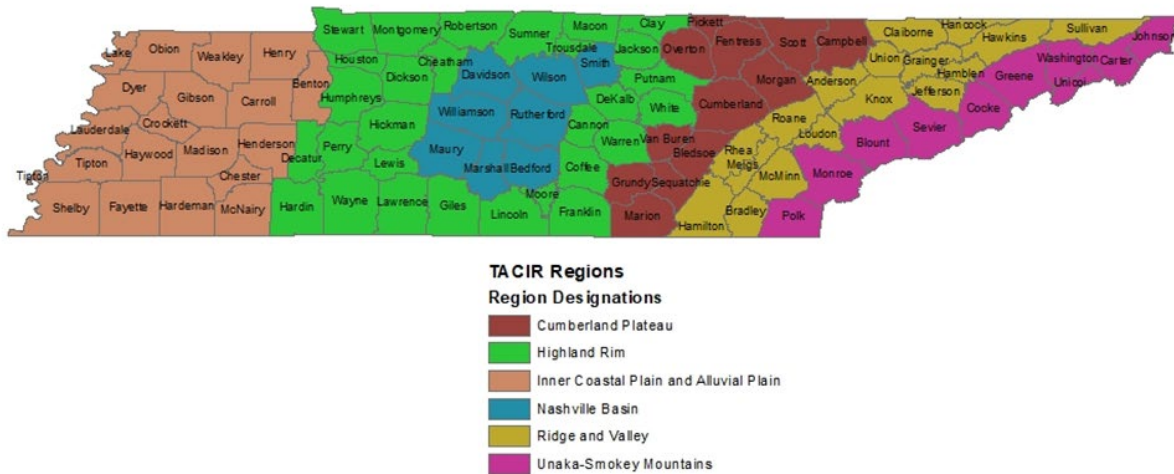 Stewart Montgomery Robertson Sumner Macon Clay Pickett Claiborne Hancock Sullivan
Lake Obion Weakley Henry Houston Cheatham Trousdale Jackson Overton Fentress Scott Campbell Hawkins Johnson
Dyer Gibson Carroll Benton Dickson Davidson Wilson Smith Putnam Morgan Anderson Union Grainger Hamblen Greene Washington Carter Unicoi
Lauderdale Crockett Humphreys Hickman Williamson Rutherford DeKalb White Cumberland Knox Jefferson Cocke
Tipton Haywood Madison Henderson Decatur Perry Cannon Warren Van Buren Roane Loudon Blount Sevier
Tipton Chester Lewis Maury Marshall Bedford Coffee Bledsoe Rhea Meigs McMinn Monroe
Shelby Fayette Hardeman McNairy Hardin Wayne Lawrence Giles Lincoln Moore Franklin Grundy Sequatchie Marion Hamilton Bradley Polk
TACIR Regions
Region Designations
Cumberland Plateau
Highland Rim
Inner Coastal Plain and Alluvial Plain
Nashville Basin
Ridge and Valley
Unaka-Smokey Mountains